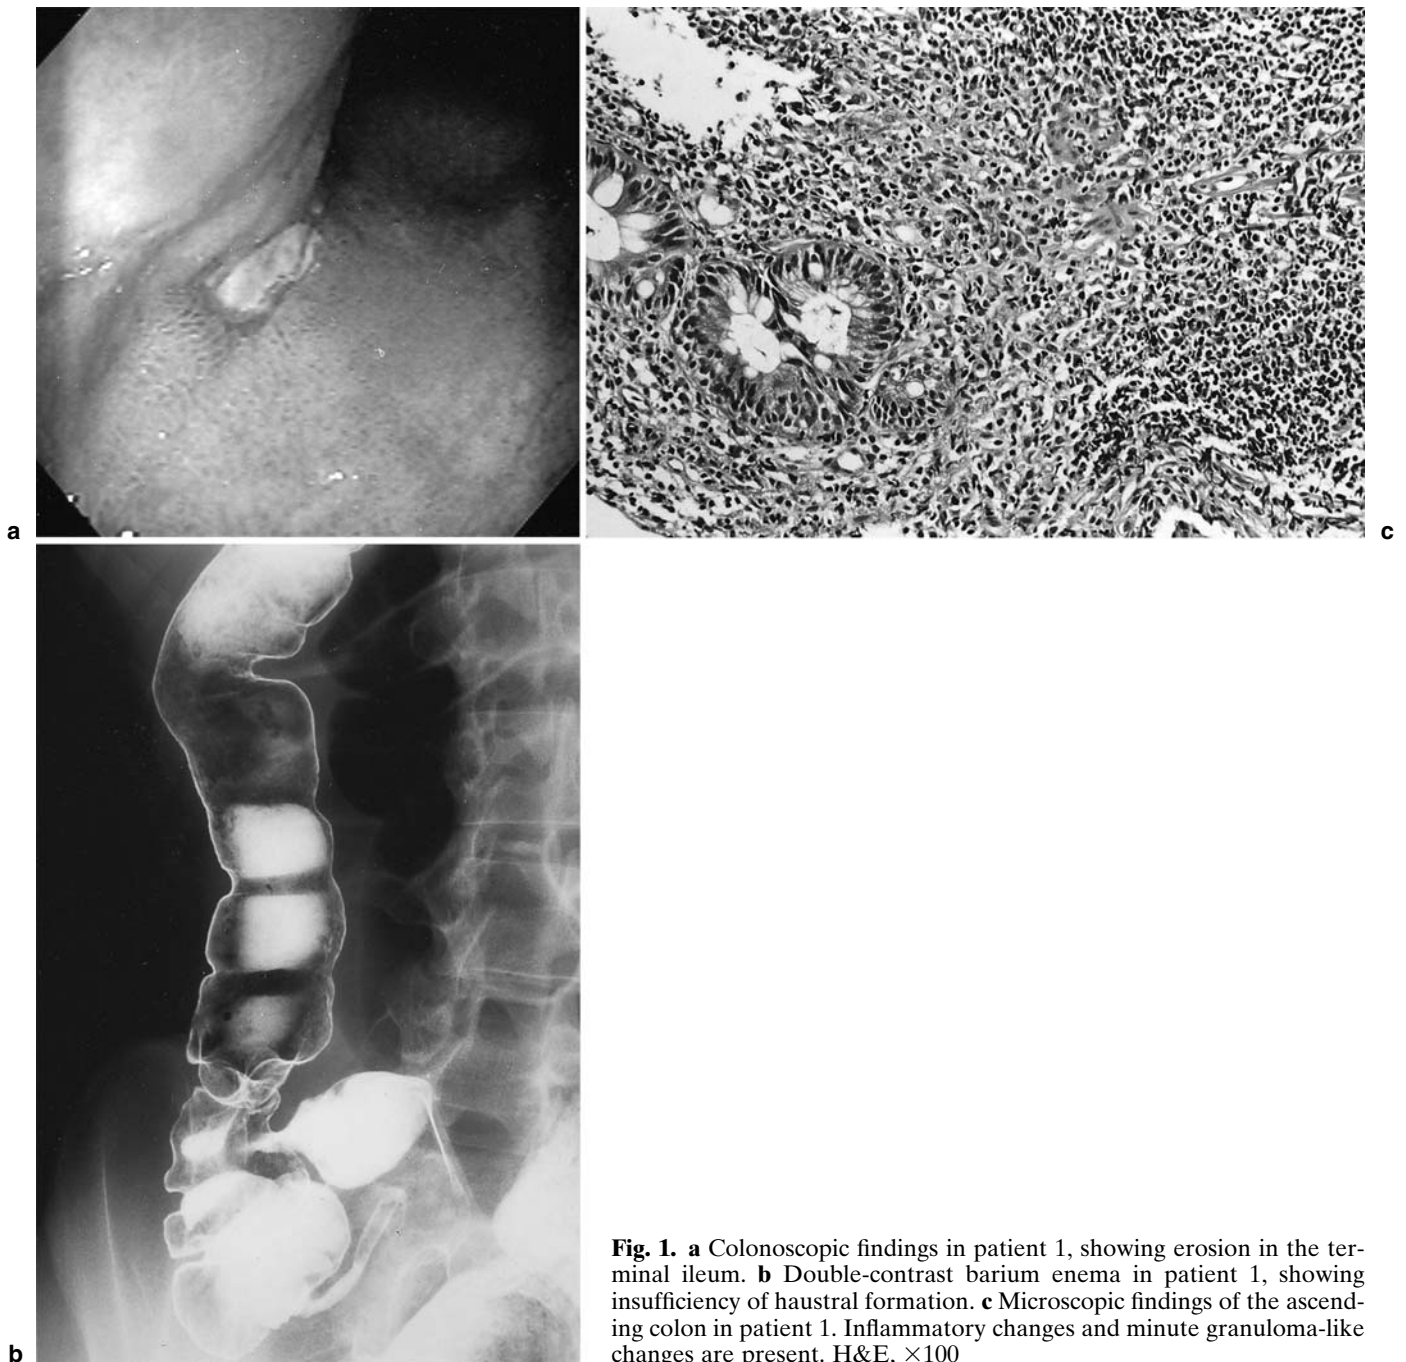 a
c
b
Fig. 1. a Colonoscopic findings in patient 1, showing erosion in the ter-
minal ileum. b Double-contrast barium enema in patient 1, showing
insufficiency of haustral formation. c Microscopic findings of the ascend-
ing colon in patient 1. Inflammatory changes and minute granuloma-like
changes are present. H&E, ×100